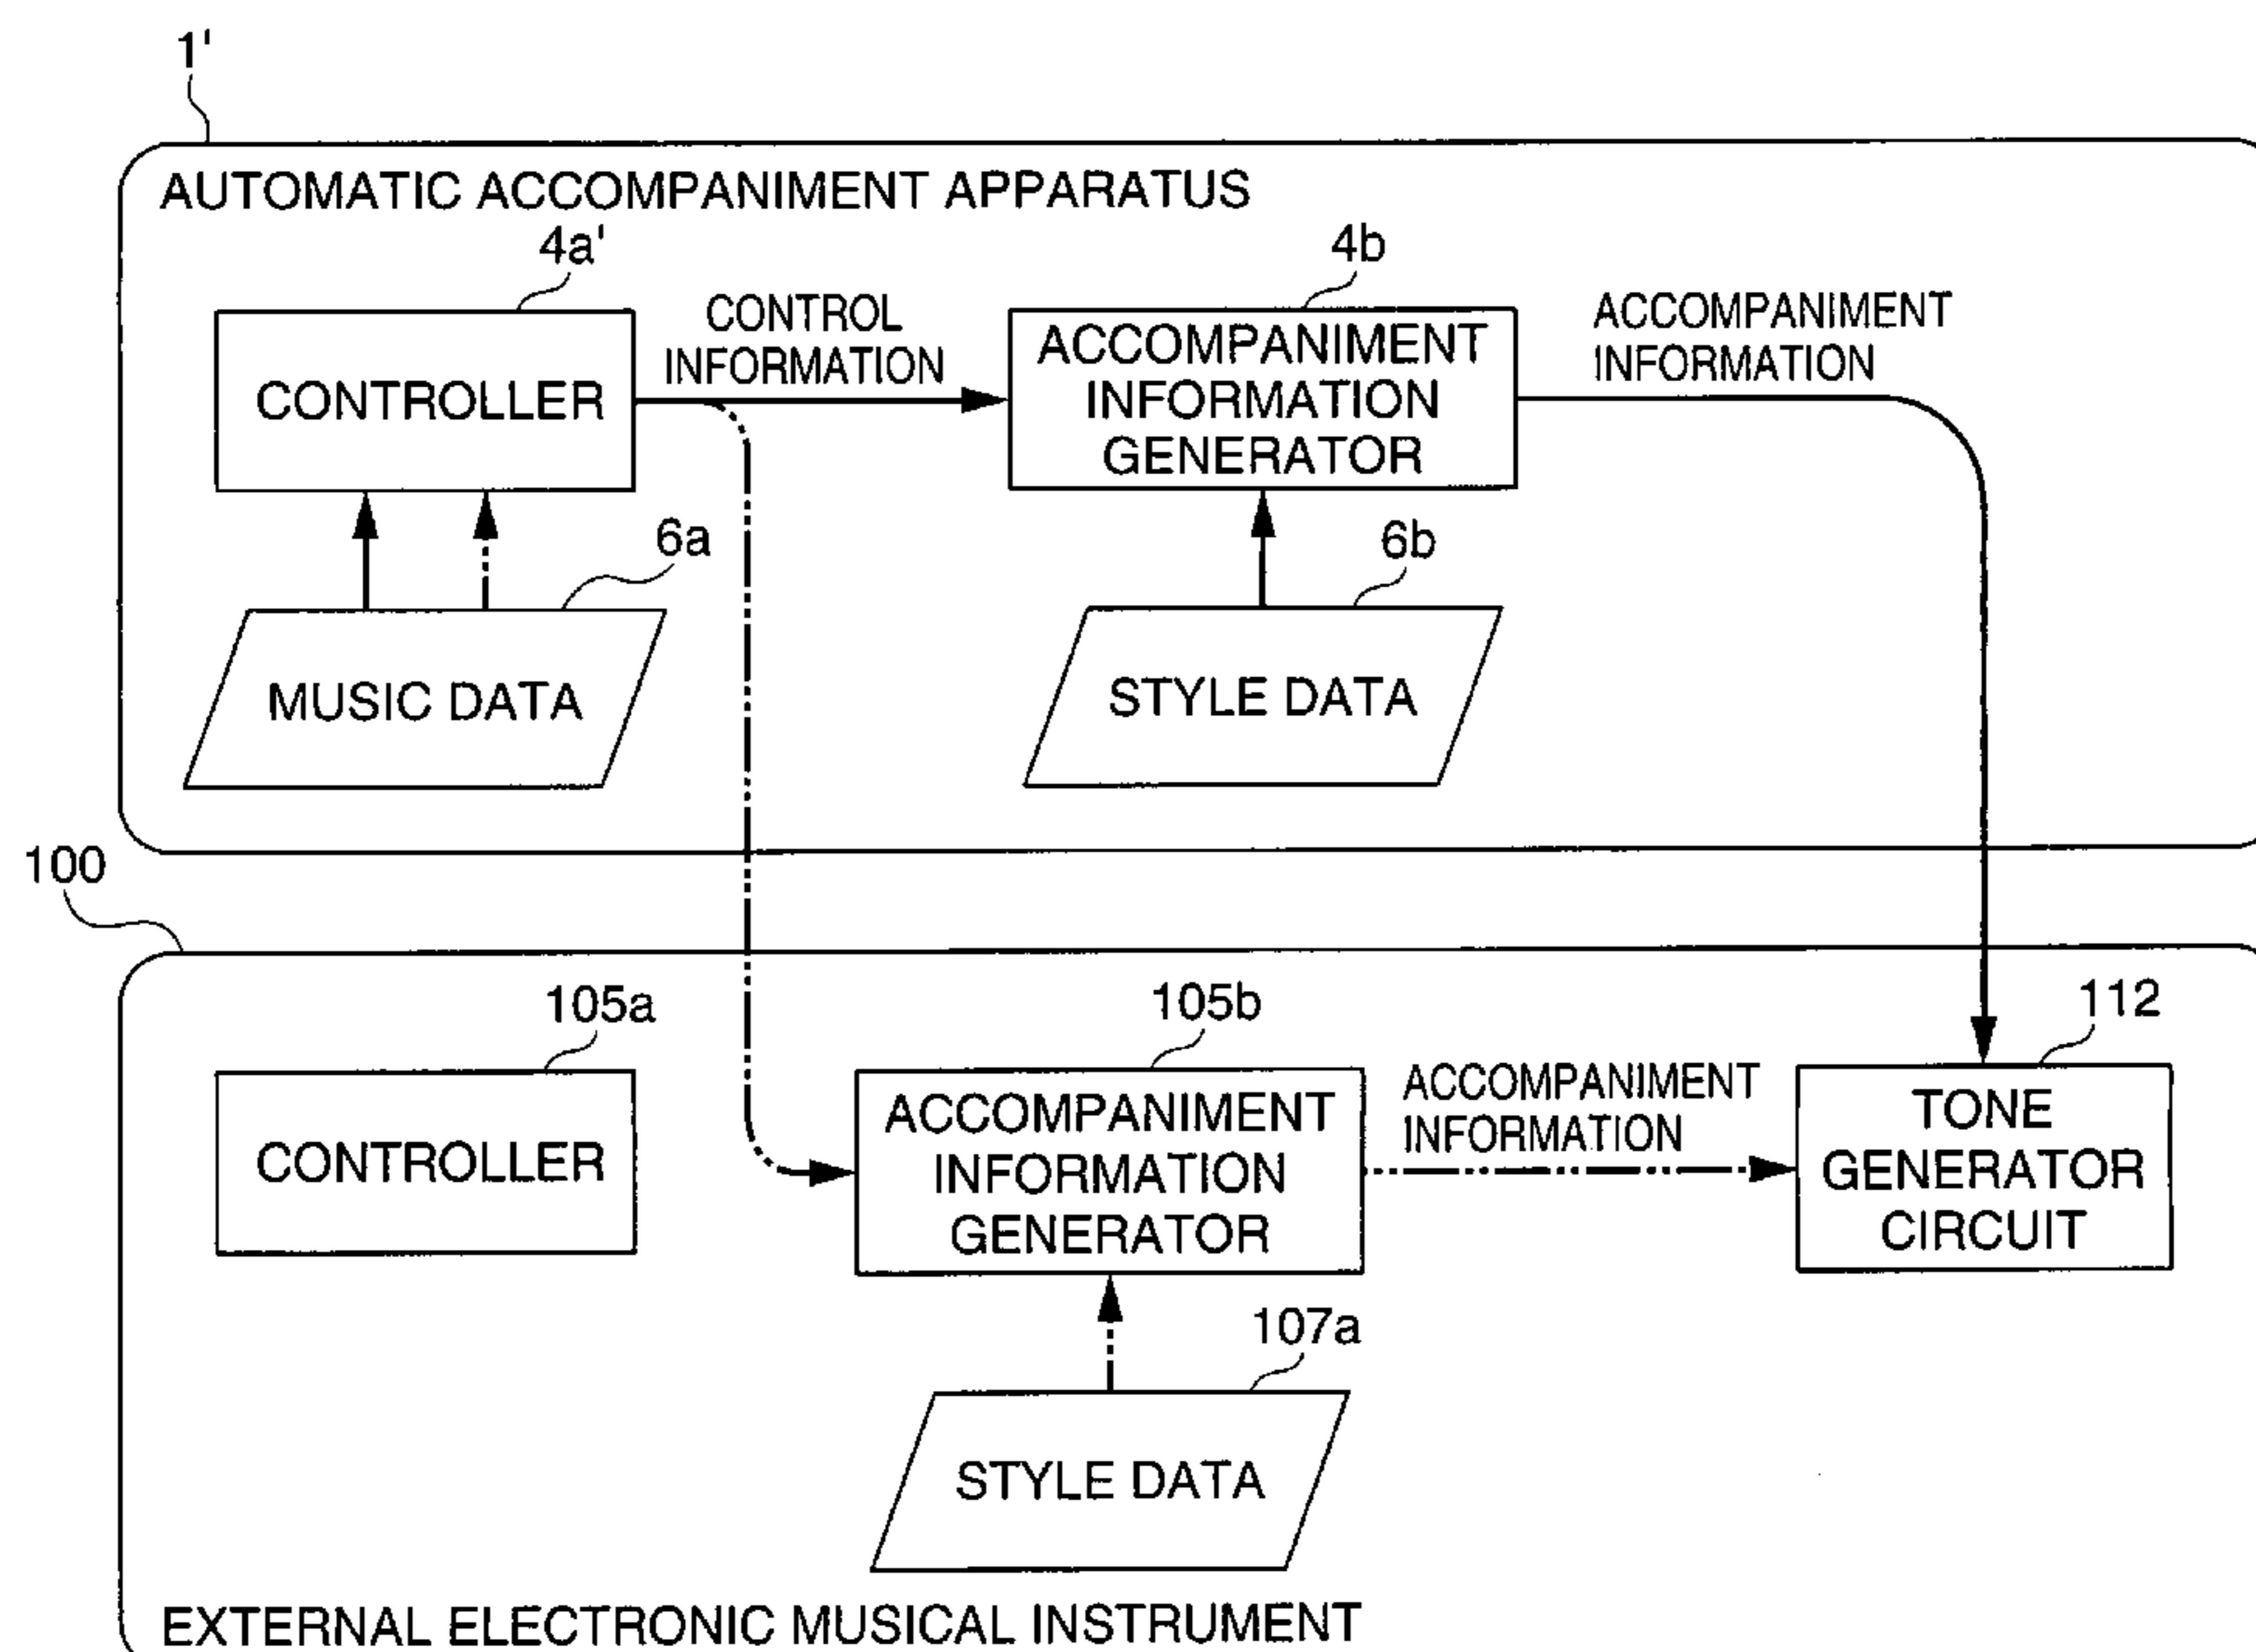 1'
AUTOMATIC ACCOMPANIMENT APPARATUS
4a'
CONTROLLER
CONTROL
INFORMATION
4b
ACCOMPANIMENT
INFORMATION
GENERATOR
ACCOMPANIMENT
INFORMATION
6a
MUSIC DATA
6b
STYLE DATA
100
105a
CONTROLLER
105b
ACCOMPANIMENT
INFORMATION
GENERATOR
ACCOMPANIMENT
INFORMATION
112
TONE
GENERATOR
CIRCUIT
107a
STYLE DATA
EXTERNAL ELECTRONIC MUSICAL INSTRUMENT